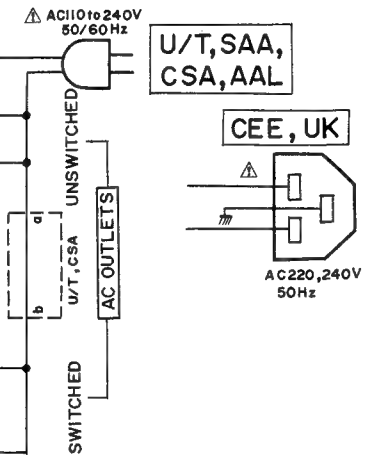 AC110 to 240V
50/60Hz
U/T, SAA,
CSA, AAL
CEE, UK
UNSWITCHED
AC OUTLETS
SWITCHED
a
U/T, CSA
b
AC220, 240V
50Hz